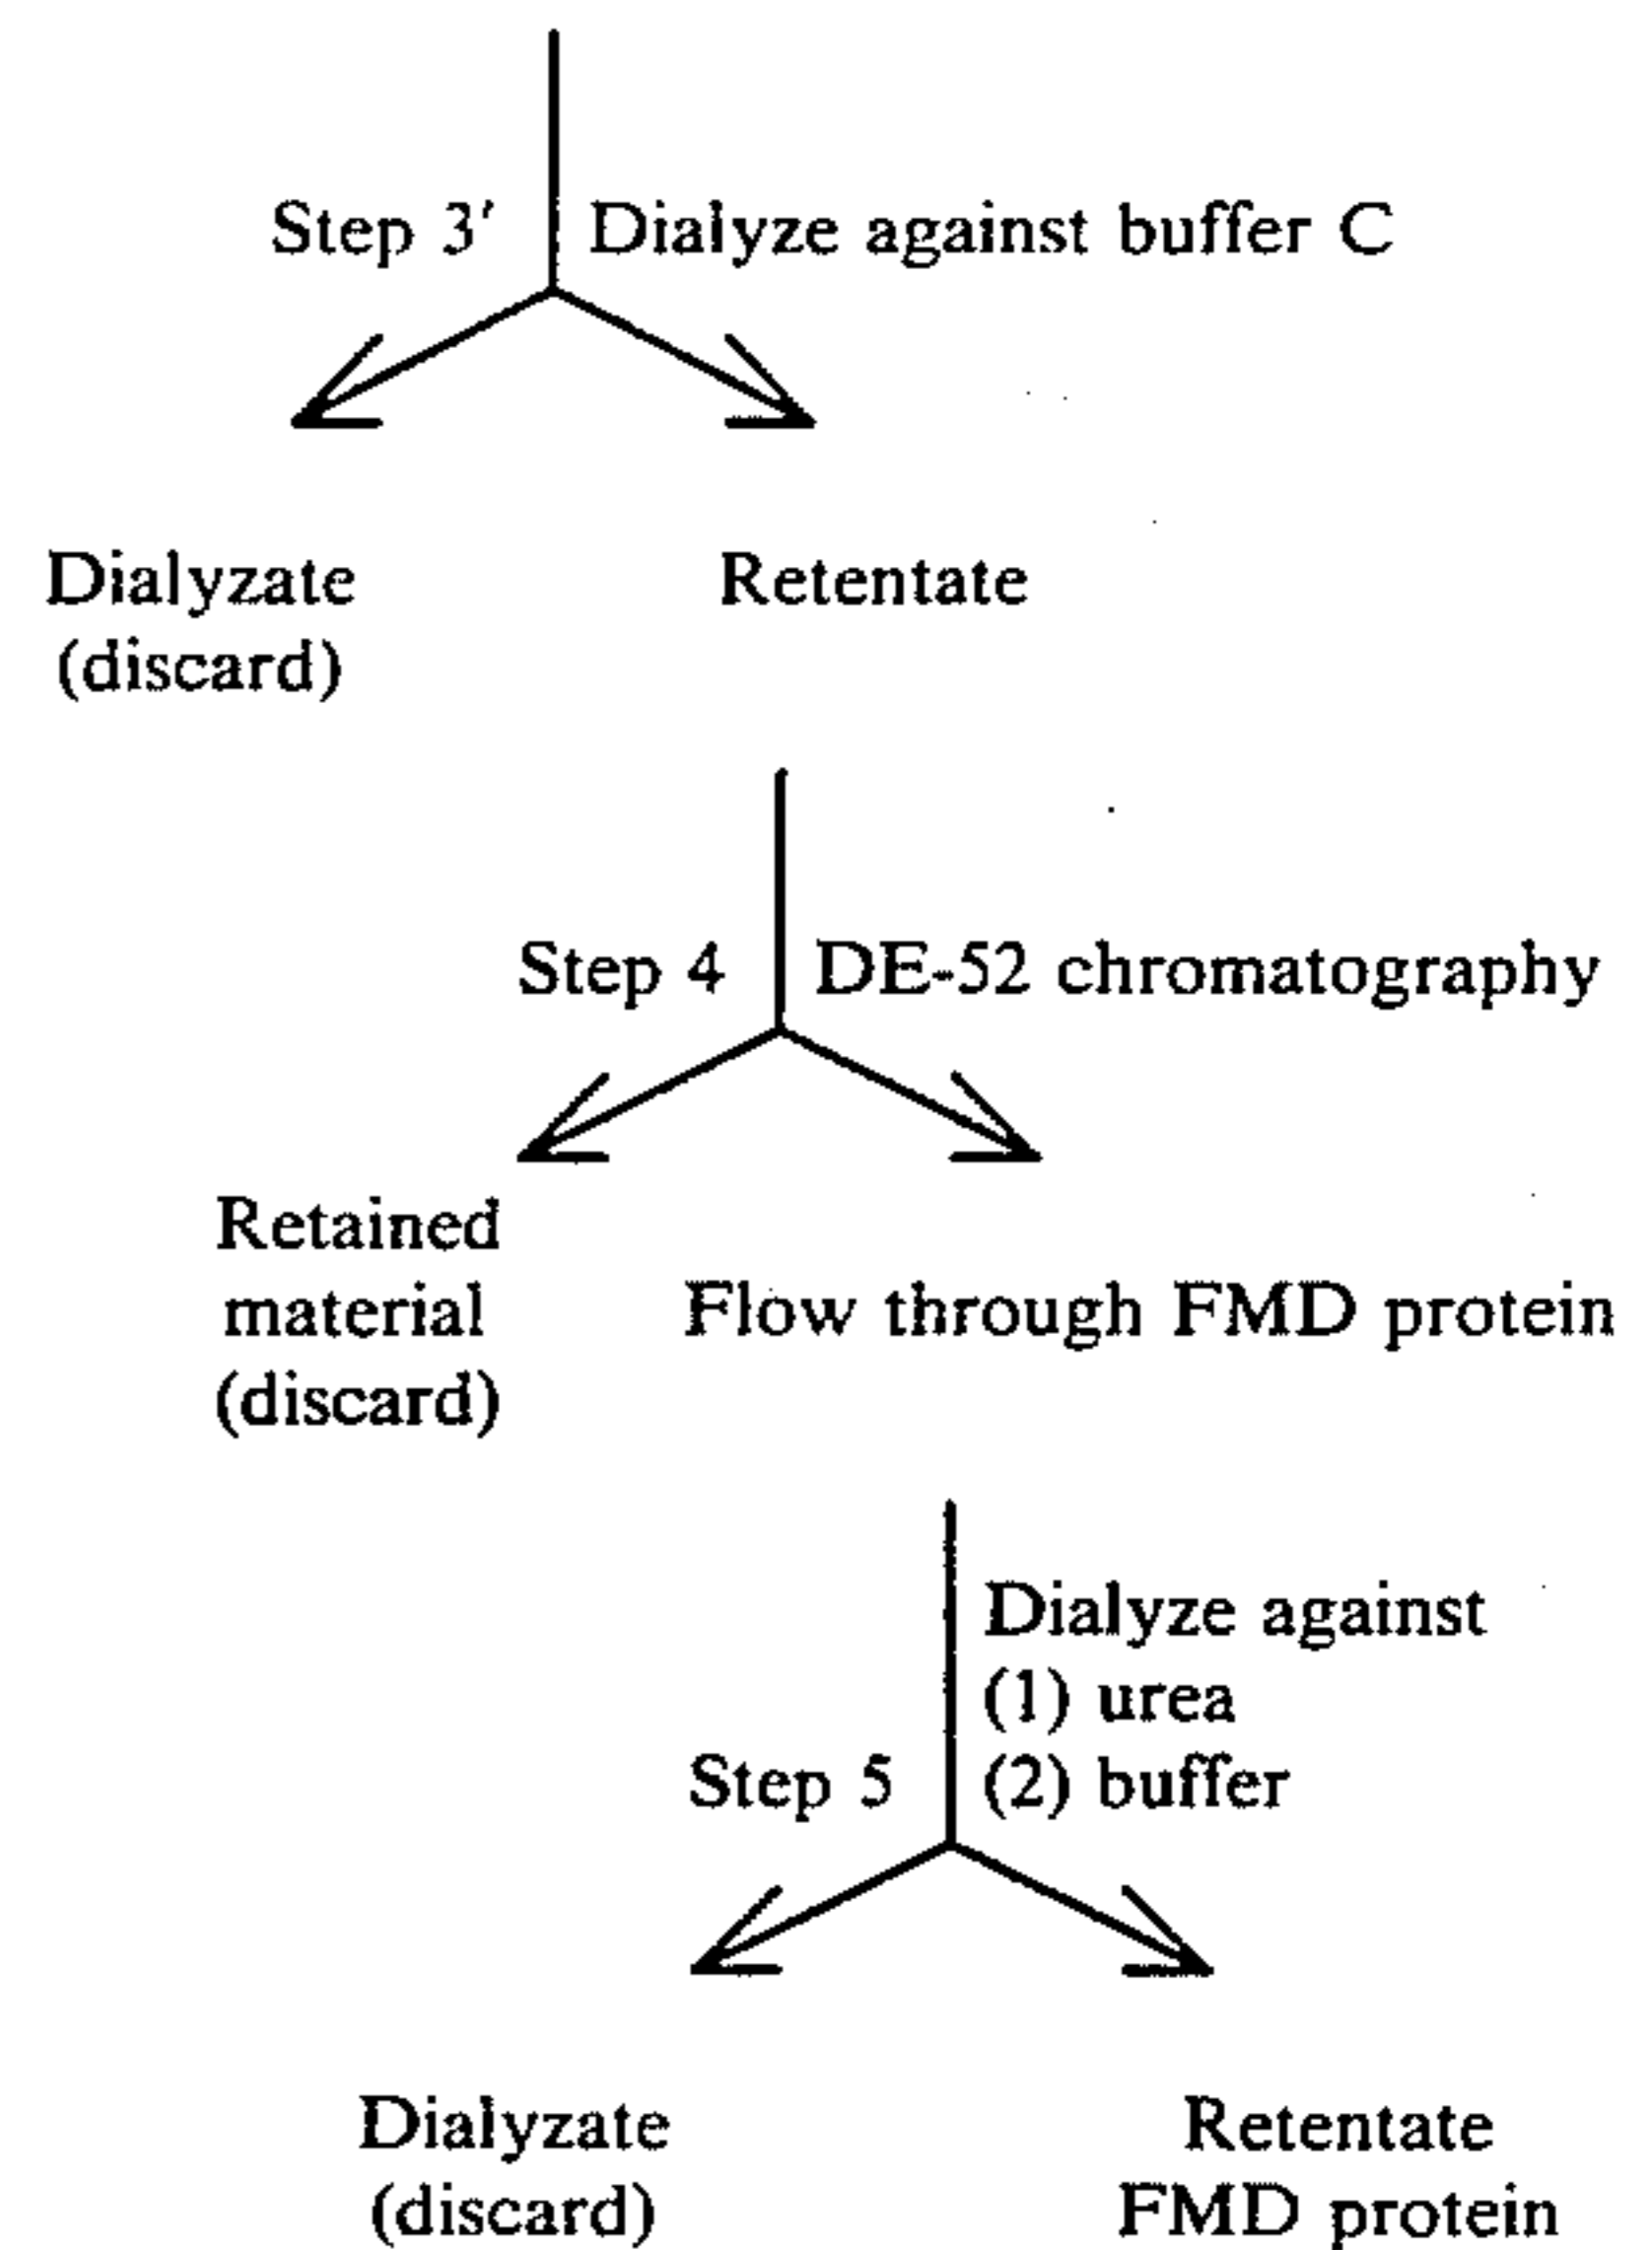 Step 3′ Dialyze against buffer C
Dialyzate Retentate
(discard)
Step 4 DE-52 chromatography
Retained
material Flow through FMD protein
(discard)
Dialyze against
(1) urea
Step 5 (2) buffer
Dialyzate Retentate
(discard) FMD protein